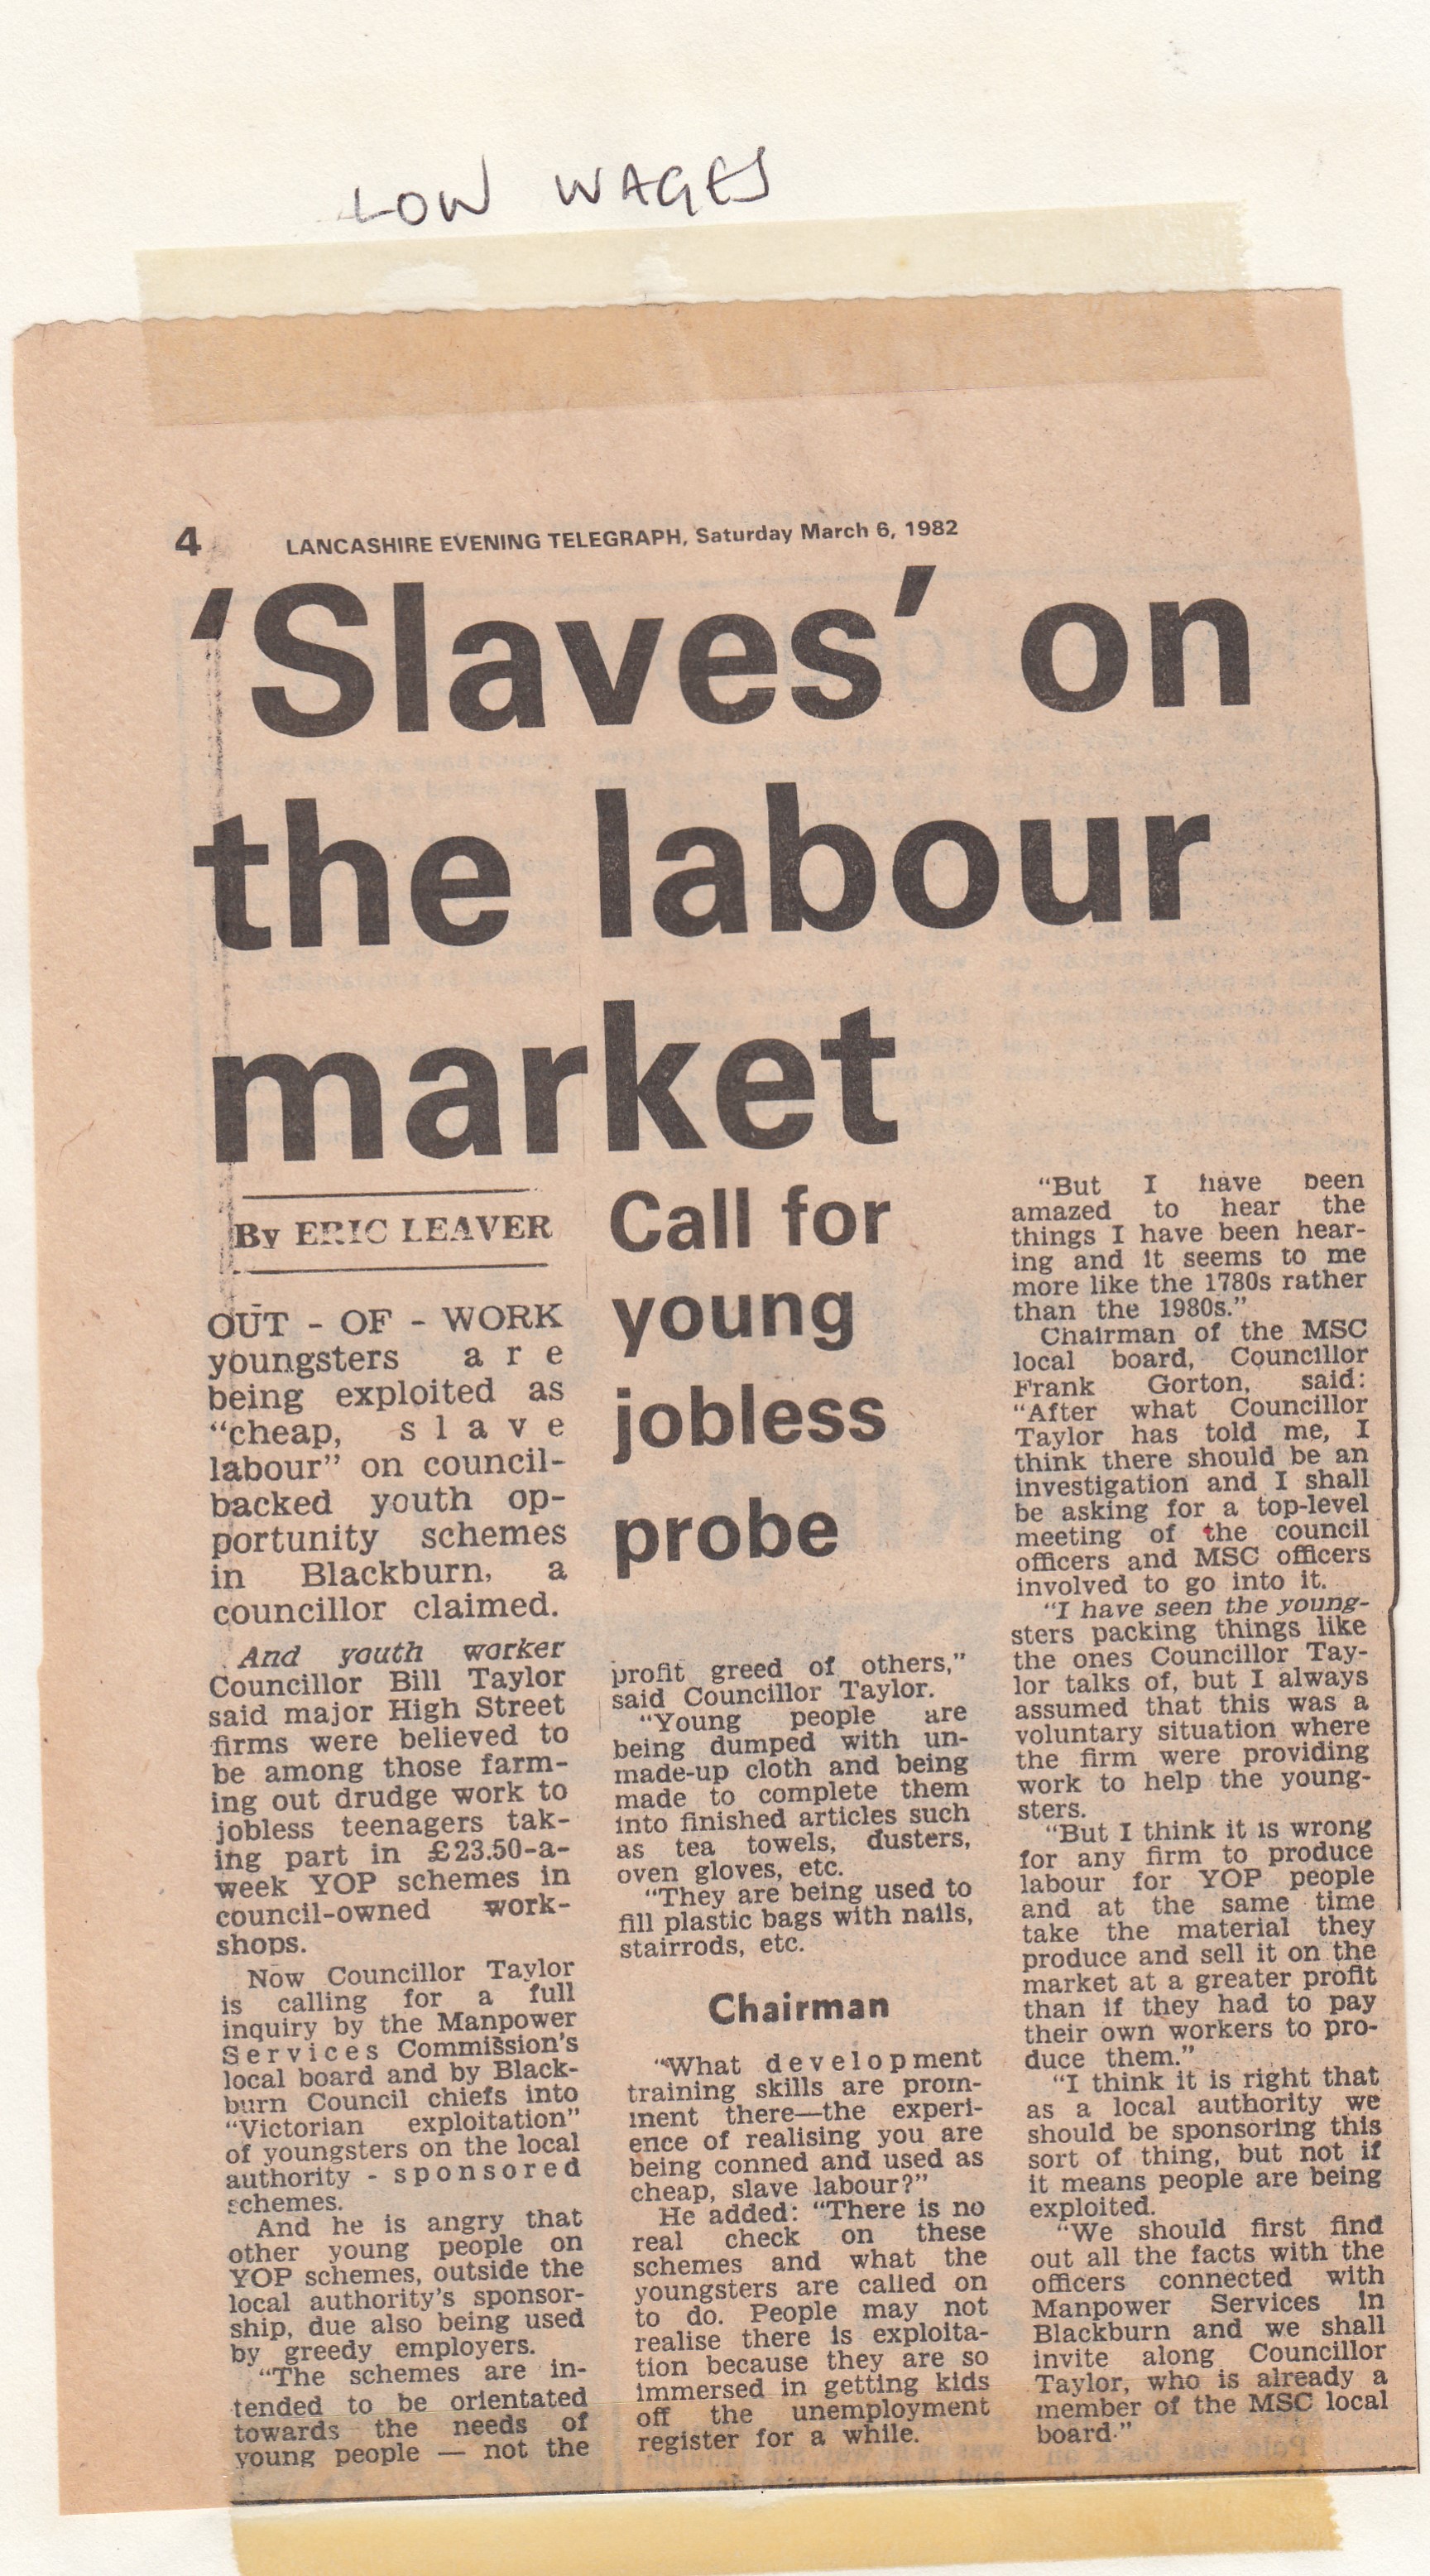 LOW WAGES
4 LANCASHIRE EVENING TELEGRAPH, Saturday March 6, 1982
'Slaves' on
the labour
market
By ERIC LEAVER
OUT - OF - WORK
youngsters are
being exploited as
"cheap, slave
labour" on council-
backed youth op-
portunity schemes
in Blackburn, a
councillor claimed.
And youth worker
Councillor Bill Taylor
said major High Street
firms were believed to
be among those farm-
ing out drudge work to
jobless teenagers tak-
ing part in £23.50-a-
week YOP schemes in
council-owned work-
shops.
Now Councillor Taylor
is calling for a full
inquiry by the Manpower
Services Commission's
local board and by Black-
burn Council chiefs into
"Victorian exploitation"
of youngsters on the local
authority - sponsored
schemes.
And he is angry that
other young people on
YOP schemes, outside the
local authority's sponsor-
ship, due also being used
by greedy employers.
"The schemes are in-
tended to be orientated
towards the needs of
young people — not the
Call for
young
jobless
probe
profit greed of others,"
said Councillor Taylor.
"Young people are
being dumped with un-
made-up cloth and being
made to complete them
into finished articles such
as tea towels, dusters,
oven gloves, etc.
"They are being used to
fill plastic bags with nails,
stairrods, etc.
Chairman
"What development
training skills are prom-
inent there—the experi-
ence of realising you are
being conned and used as
cheap, slave labour?"
He added: "There is no
real check on these
schemes and what the
youngsters are called on
to do. People may not
realise there is exploita-
tion because they are so
immersed in getting kids
off the unemployment
register for a while.
"But I have been
amazed to hear the
things I have been hear-
ing and it seems to me
more like the 1780s rather
than the 1980s."
Chairman of the MSC
local board, Councillor
Frank Gorton, said:
"After what Councillor
Taylor has told me, I
think there should be an
investigation and I shall
be asking for a top-level
meeting of the council
officers and MSC officers
involved to go into it.
"I have seen the young-
sters packing things like
the ones Councillor Tay-
lor talks of, but I always
assumed that this was a
voluntary situation where
the firm were providing
work to help the young-
sters.
"But I think it is wrong
for any firm to produce
labour for YOP people
and at the same time
take the material they
produce and sell it on the
market at a greater profit
than if they had to pay
their own workers to pro-
duce them."
"I think it is right that
as a local authority we
should be sponsoring this
sort of thing, but not if
it means people are being
exploited.
"We should first find
out all the facts with the
officers connected with
Manpower Services in
Blackburn and we shall
invite along Councillor
Taylor, who is already a
member of the MSC local
board."